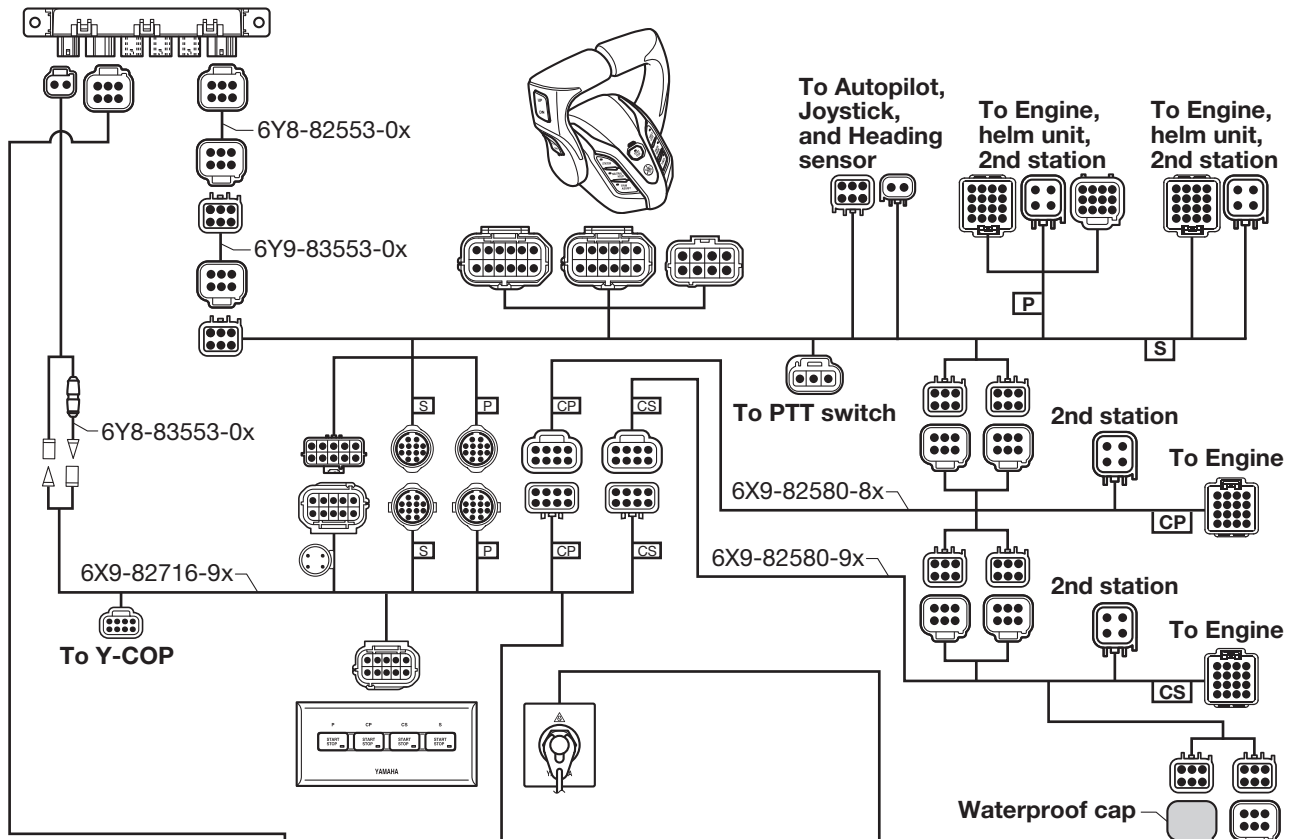 6Y8-82553-0x
6Y9-83553-0x
To Autopilot,
Joystick,
and Heading
sensor
To Engine,
helm unit,
2nd station
To Engine,
helm unit,
2nd station
P
S
To PTT switch
6Y8-83553-0x
S
P
CP
CS
2nd station
To Engine
6X9-82580-8x
CP
S
P
CP
CS
6X9-82716-9x
6X9-82580-9x
2nd station
To Engine
To Y-COP
CS
P
CP
CS
S
START
STOP
START
STOP
START
STOP
START
STOP
YAMAHA
Waterproof cap